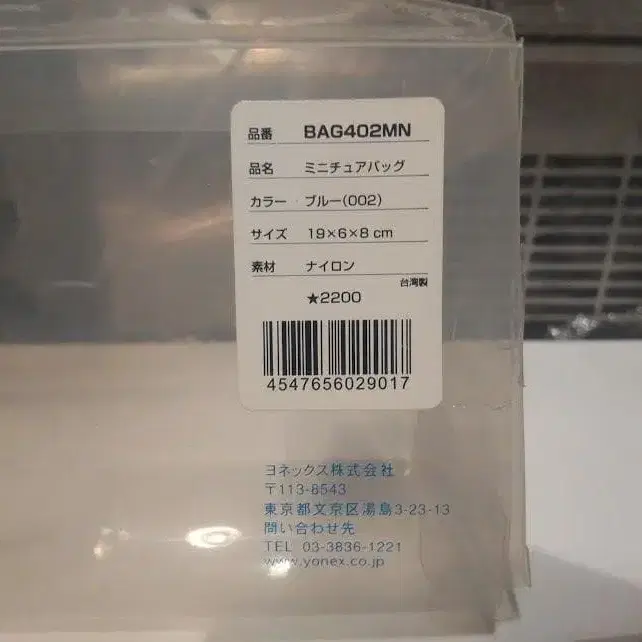 品番 BAG402MN
品名 ミニチュアバッグ
カラー ブルー(002)
サイズ 19×6×8 cm
素材 ナイロン
台湾製
★2200
4547656029017
ヨネックス株式会社
〒113-8543
東京都文京区湯島3-23-13
問い合わせ先
TEL 03-3836-1221
www.yonex.co.jp